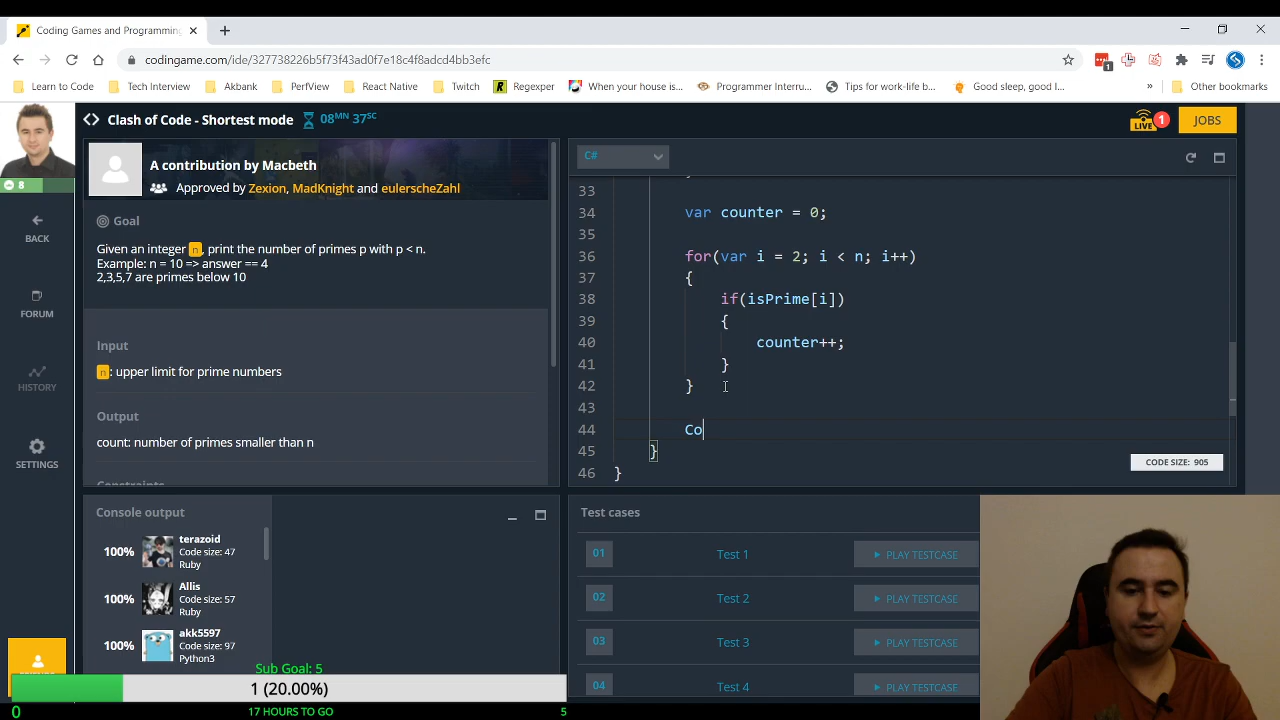 Coding Games and Programming
codingame.com/ide/327738226b5f73f43ad0f7e1f0e4f8adcd4bb3efc
1
Learn to Code
Tech Interview
Akbank
PerfView
React Native
Twitch
Regexper
When your house is...
Programmer Interru...
Tips for work-life b...
Good sleep, good...
»
Other bookmarks
<> Clash of Code - Shortest mode
08MN 37SC
LIVE 1
JOBS
8
BACK
FORUM
HISTORY
SETTINGS
A contribution by Macbeth
Approved by Zexion, MadKnight and eulerscheZahl
Goal
Given an integer n, print the number of primes p with p < n.
Example: n = 10 => answer == 4
2,3,5,7 are primes below 10
Input
n: upper limit for prime numbers
Output
count: number of primes smaller than n
C#
33
34 var counter = 0;
35
36 for(var i = 2; i < n; i++)
37 {
38 if(isPrime[i])
39 {
40 counter++;
41 }
42 }
43
44 Co
45 }
46 }
CODE SIZE: 905
Console output
100% terazoid
Code size: 47
Ruby
100% Allis
Code size: 57
Ruby
100% akk5597
Code size: 97
Python3
Test cases
01 Test 1 PLAY TESTCASE
02 Test 2 PLAY TESTCASE
03 Test 3 PLAY TESTCASE
04 Test 4 PLAY TESTCASE
Sub Goal: 5
1 (20.00%)
0 17 HOURS TO GO 5